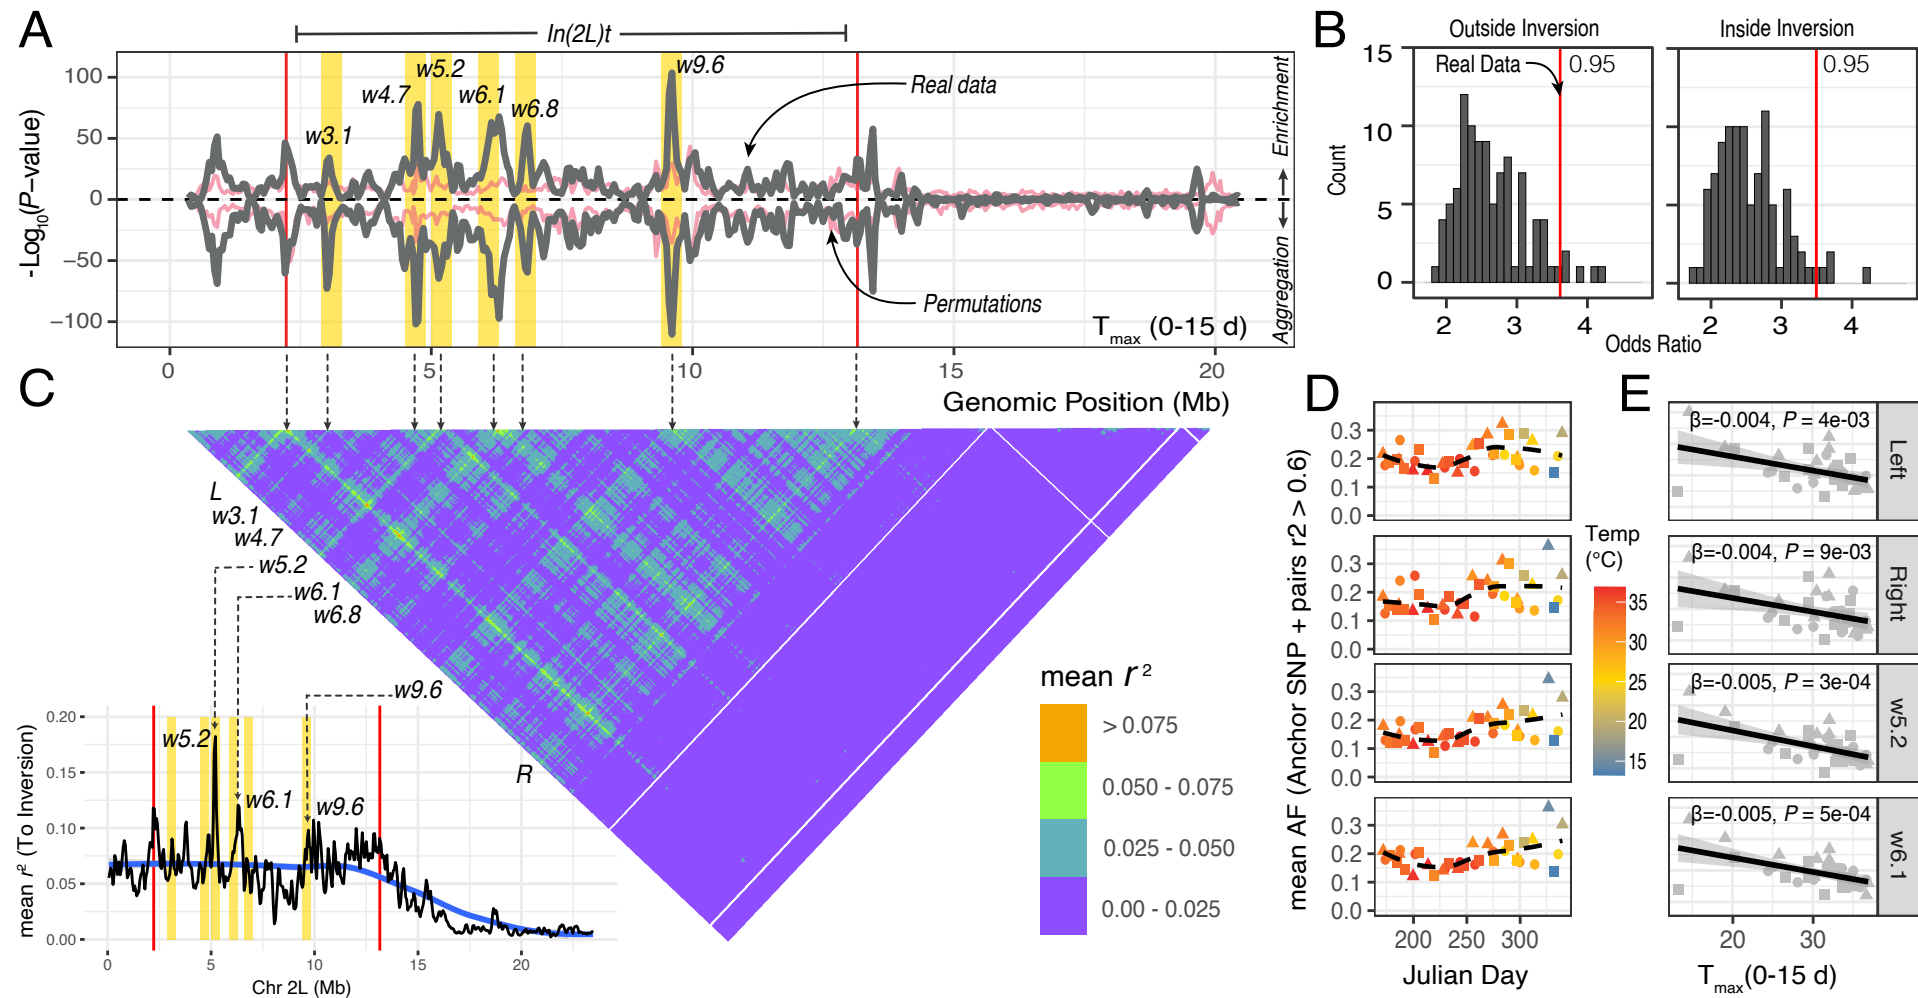 A
In(2L)t
100
50
0
−50
−100
-Log10(P−value)
w3.1
w4.7
w5.2
w6.1
w6.8
w9.6
Real data
Permutations
Enrichment
Aggregation
Tmax (0-15 d)
0
5
10
15
20
Genomic Position (Mb)
B
Outside Inversion
Inside Inversion
Real Data
0.95
0.95
15
10
5
0
Count
2
3
4
2
3
4
Odds Ratio
C
L
w3.1
w4.7
w5.2
w6.1
w6.8
w9.6
R
mean r²
> 0.075
0.050 - 0.075
0.025 - 0.050
0.00 - 0.025
0.20
0.15
0.10
0.05
0.00
mean r² (To Inversion)
w5.2
w6.1
w9.6
0
5
10
15
20
Chr 2L (Mb)
D
mean AF (Anchor SNP + pairs r2 > 0.6)
0.3
0.2
0.1
0.0
0.3
0.2
0.1
0.0
0.3
0.2
0.1
0.0
0.3
0.2
0.1
0.0
200
250
300
Julian Day
Temp
(°C)
35
30
25
20
15
E
β=-0.004, P = 4e-03
Left
β=-0.004, P = 9e-03
Right
β=-0.005, P = 3e-04
w5.2
β=-0.005, P = 5e-04
w6.1
20
30
Tmax(0-15 d)